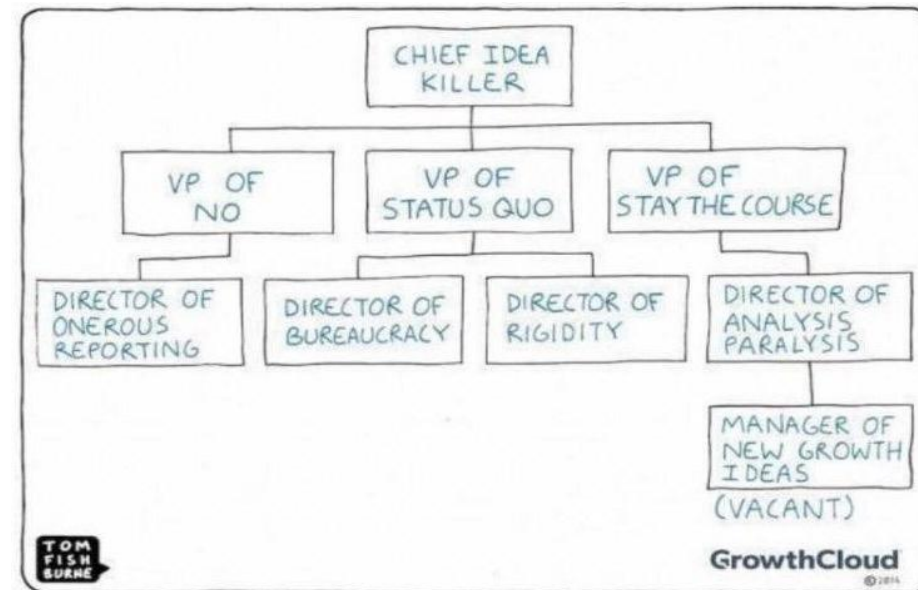 CHIEF IDEA
KILLER
VP OF
NO
VP OF
STATUS QUO
VP OF
STAY THE COURSE
DIRECTOR OF
ONEROUS
REPORTING
DIRECTOR OF
BUREAUCRACY
DIRECTOR OF
RIGIDITY
DIRECTOR OF
ANALYSIS
PARALYSIS
MANAGER OF
NEW GROWTH
IDEAS
(VACANT)
TOM
FISH
BURNE
GrowthCloud
© 2014